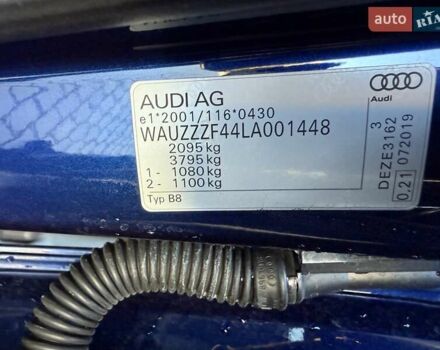 auto RIA
AUDI AG
e1*2001/116*0430
WAUZZZF44LA001448
2095 kg
3795 kg
1 - 1080 kg
2 - 1100 kg
Typ B8
Audi
3
DEZE3162
0,21 072019